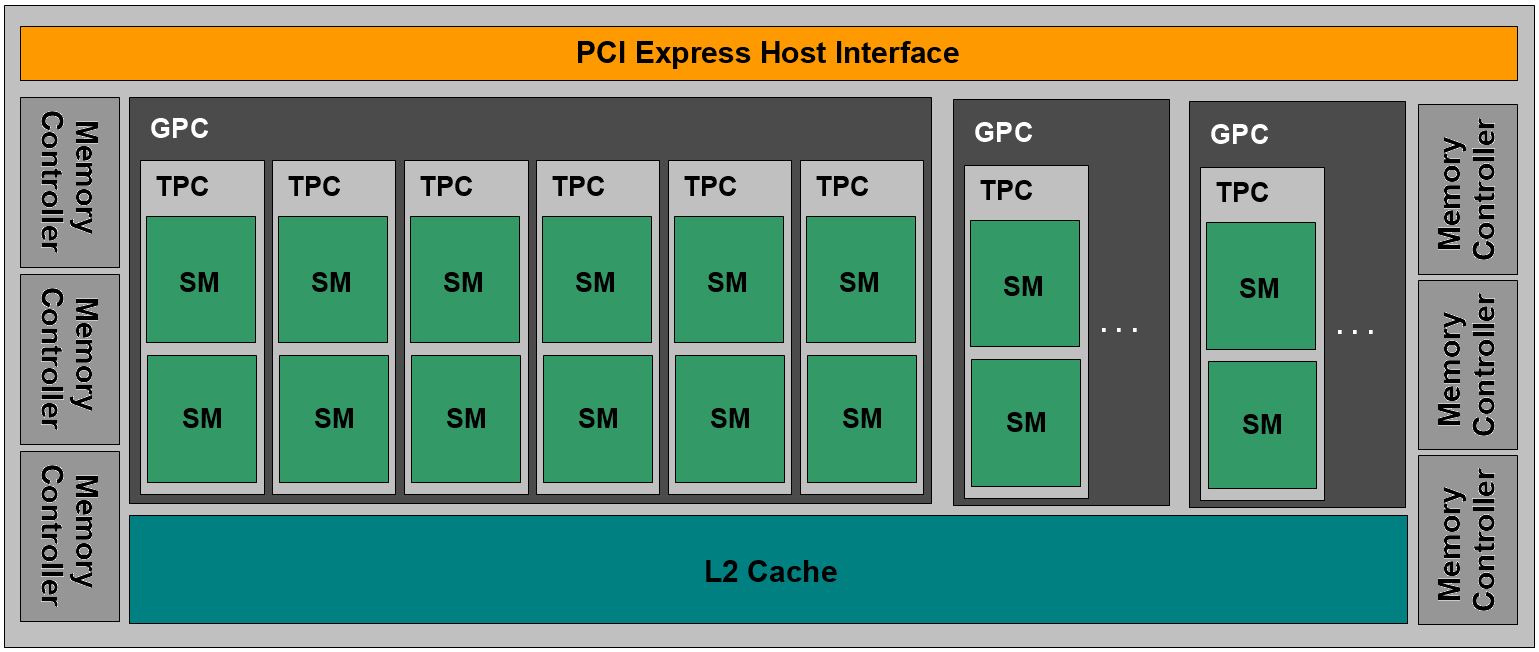 PCI Express Host Interface
Memory
Controller
Memory
Controller
Memory
Controller
GPC
TPC
SM
SM
TPC
SM
SM
TPC
SM
SM
TPC
SM
SM
TPC
SM
SM
TPC
SM
SM
GPC
TPC
SM
SM
. . .
GPC
TPC
SM
SM
. . .
Memory
Controller
Memory
Controller
Memory
Controller
L2 Cache